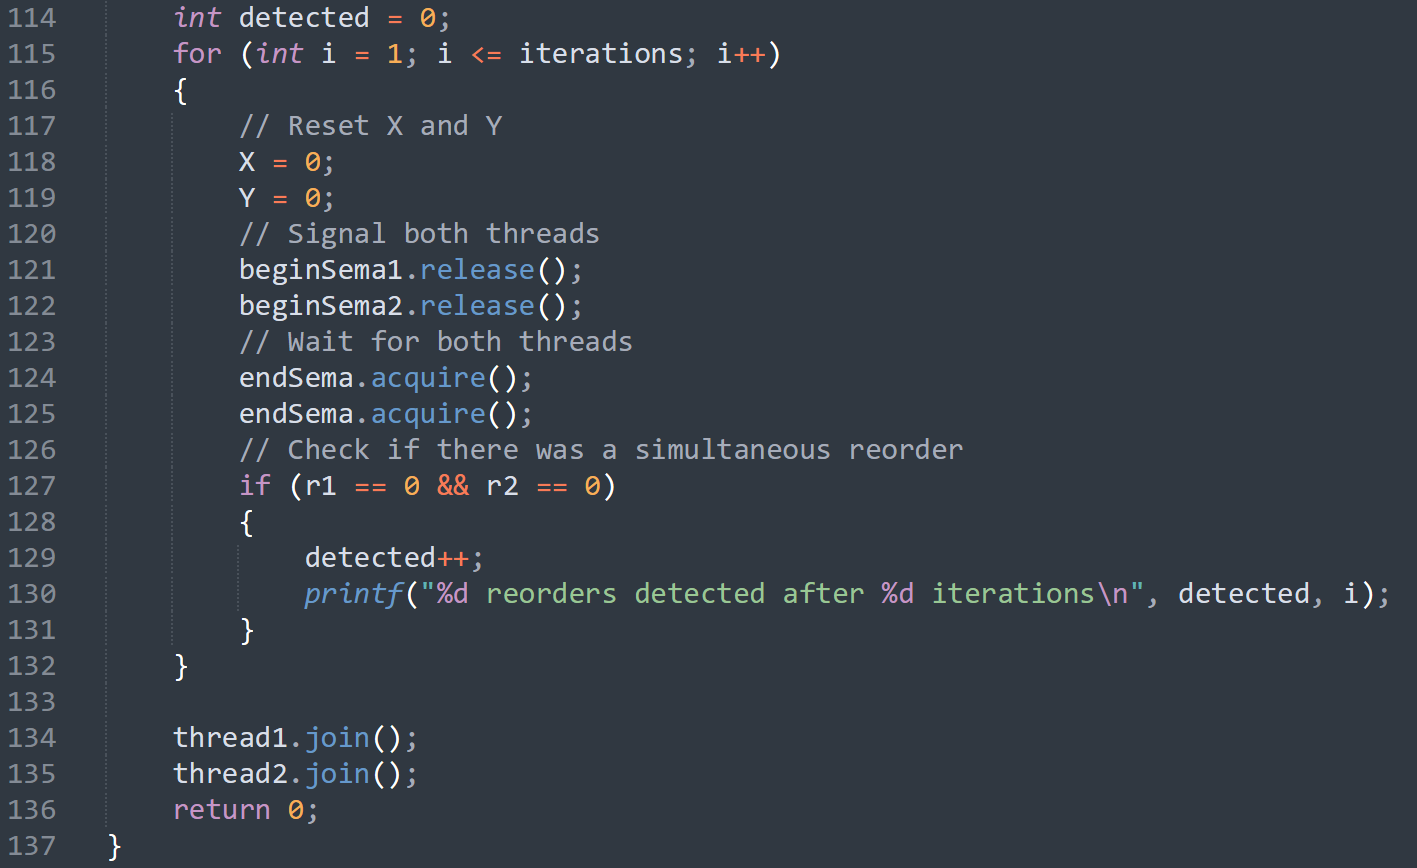 114     int detected = 0;
115     for (int i = 1; i <= iterations; i++)
116     {
117         // Reset X and Y
118         X = 0;
119         Y = 0;
120         // Signal both threads
121         beginSema1.release();
122         beginSema2.release();
123         // Wait for both threads
124         endSema.acquire();
125         endSema.acquire();
126         // Check if there was a simultaneous reorder
127         if (r1 == 0 && r2 == 0)
128         {
129             detected++;
130             printf("%d reorders detected after %d iterations\n", detected, i);
131         }
132     }
133
134     thread1.join();
135     thread2.join();
136     return 0;
137 }